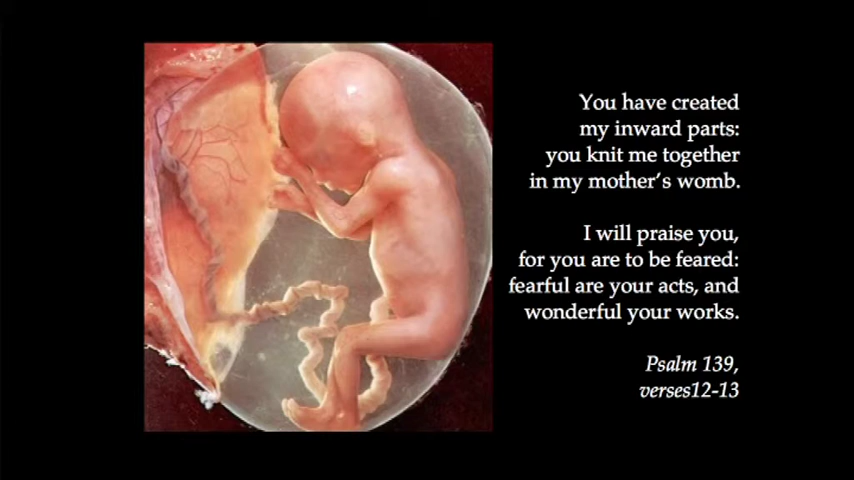 You have created
my inward parts:
you knit me together
in my mother's womb.
I will praise you,
for you are to be feared:
fearful are your acts, and
wonderful your works.
Psalm 139,
verses12-13